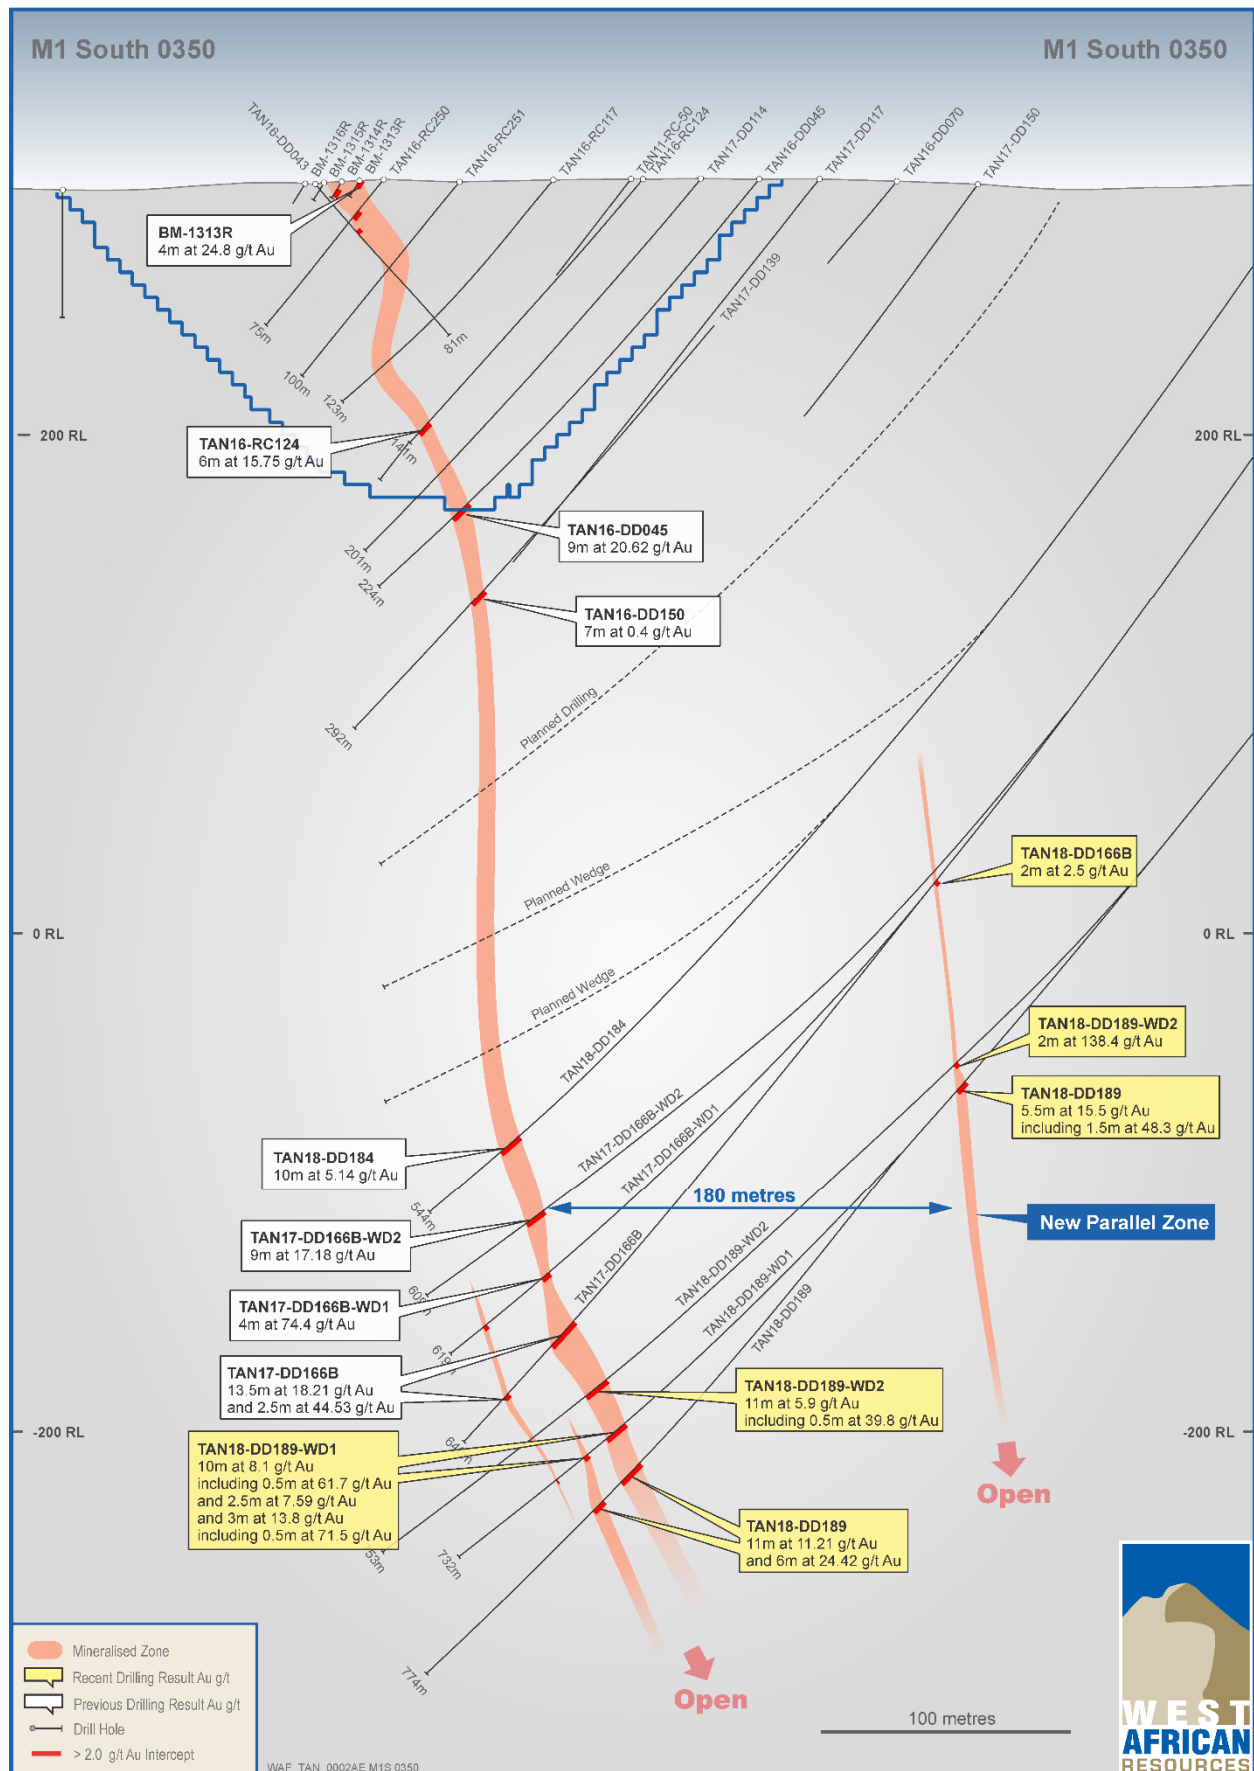 M1 South 0350
M1 South 0350
TAN16-DD043
BM-1316R
BM-1315R
BM-1314R
BM-1313R
TAN16-RC250
TAN16-RC251
TAN16-RC117
TAN11-RC-50
TAN16-RC124
TAN17-DD114
TAN16-DD045
TAN17-DD117
TAN16-DD070
TAN17-DD150
BM-1313R
4m at 24.8 g/t Au
TAN17-DD139
75m
81m
100m
123m
141m
200 RL
200 RL
TAN16-RC124
6m at 15.75 g/t Au
TAN16-DD045
9m at 20.62 g/t Au
201m
224m
TAN16-DD150
7m at 0.4 g/t Au
292m
Planned Drilling
Planned Wedge
Planned Wedge
TAN18-DD166B
2m at 2.5 g/t Au
0 RL
0 RL
TAN18-DD184
TAN18-DD189-WD2
2m at 138.4 g/t Au
TAN18-DD189
5.5m at 15.5 g/t Au
including 1.5m at 48.3 g/t Au
TAN17-DD166B-WD2
TAN17-DD166B-WD1
TAN18-DD184
10m at 5.14 g/t Au
544m
180 metres
New Parallel Zone
TAN17-DD166B-WD2
9m at 17.18 g/t Au
TAN17-DD166B
TAN18-DD189-WD2
TAN18-DD189-WD1
TAN18-DD189
TAN17-DD166B-WD1
4m at 74.4 g/t Au
TAN17-DD166B
13.5m at 18.21 g/t Au
and 2.5m at 44.53 g/t Au
TAN18-DD189-WD2
11m at 5.9 g/t Au
including 0.5m at 39.8 g/t Au
-200 RL
-200 RL
TAN18-DD189-WD1
10m at 8.1 g/t Au
including 0.5m at 61.7 g/t Au
and 2.5m at 7.59 g/t Au
and 3m at 13.8 g/t Au
including 0.5m at 71.5 g/t Au
Open
TAN18-DD189
11m at 11.21 g/t Au
and 6m at 24.42 g/t Au
53m
732m
774m
Open
Mineralised Zone
Recent Drilling Result Au g/t
Previous Drilling Result Au g/t
Drill Hole
> 2.0 g/t Au Intercept
WAF_TAN_0002AE M1S 0350
100 metres
WEST
AFRICAN
RESOURCES